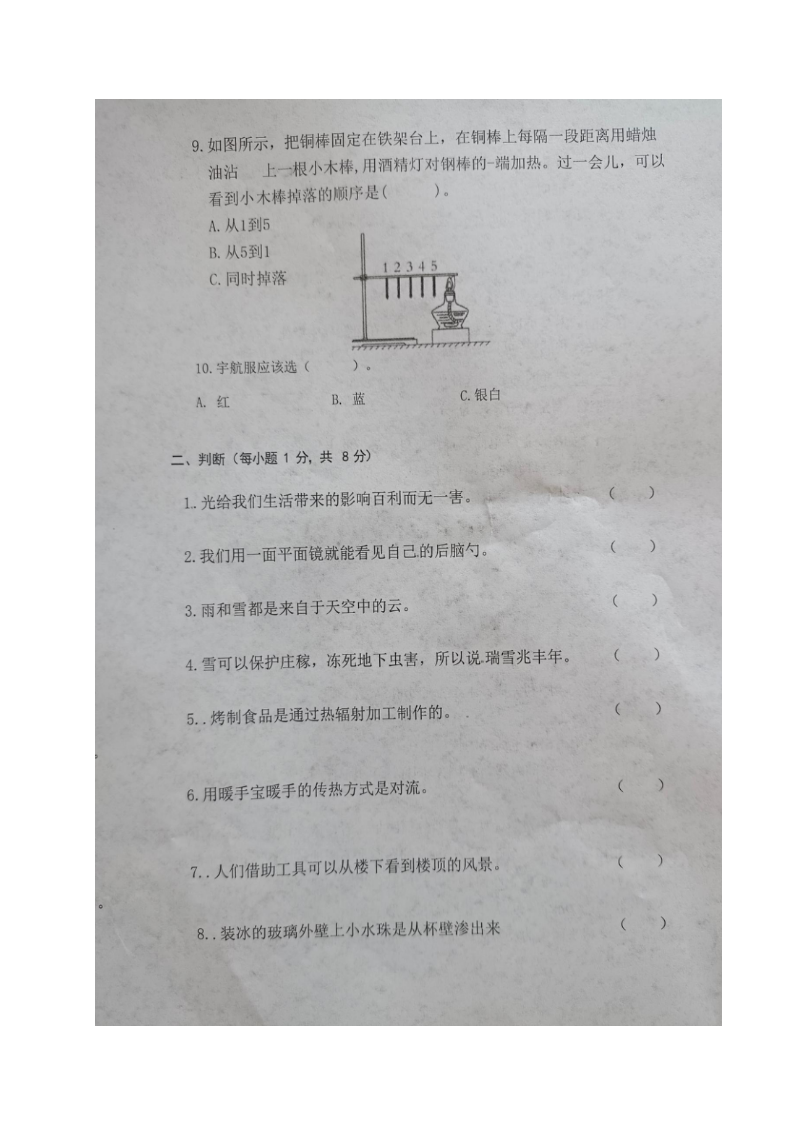 9.如图所示，把铜棒固定在铁架台上，在铜棒上每隔一段距离用蜡烛
油沾 上一根小木棒,用酒精灯对钢棒的-端加热。过一会儿，可以
看到小木棒掉落的顺序是( )。
A.从1到5
B.从5到1
C.同时掉落
1 2 3 4 5
10.宇航服应该选（ ）。
A. 红 B. 蓝 C.银白
二、判断（每小题 1 分，共 8 分）
1.光给我们生活带来的影响百利而无一害。 （ ）
2.我们用一面平面镜就能看见自己.的后脑勺。 （ ）
3.雨和雪都是来自于天空中的云。 （ ）
4.雪可以保护庄稼，冻死地下虫害，所以说.瑞雪兆丰年。 （ ）
5..烤制食品是通过热辐射加工制作的。 （ ）
6.用暖手宝暖手的传热方式是对流。 （ ）
7..人们借助工具可以从楼下看到楼顶的风景。 （ ）
8..装冰的玻璃外壁上小水珠是从杯壁渗出来 （ ）